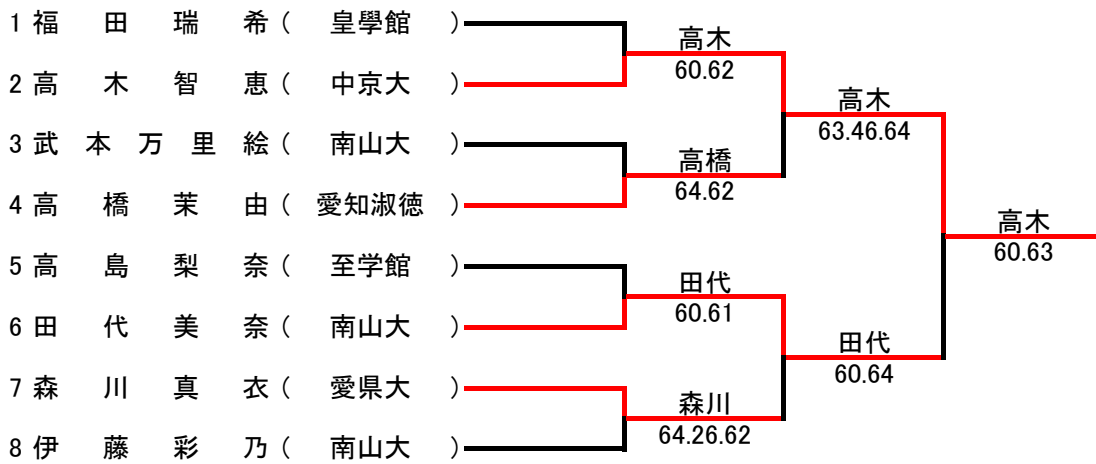 1 福田瑞希 ( 皇學館 )
高木
60.62
2 高木智恵 ( 中京大 )
高木
63.46.64
3 武本万里絵 ( 南山大 )
高橋
64.62
4 高橋茉由 ( 愛知淑徳 )
高木
60.63
5 高島梨奈 ( 至学館 )
田代
60.61
6 田代美奈 ( 南山大 )
田代
60.64
7 森川真衣 ( 愛県大 )
森川
64.26.62
8 伊藤彩乃 ( 南山大 )